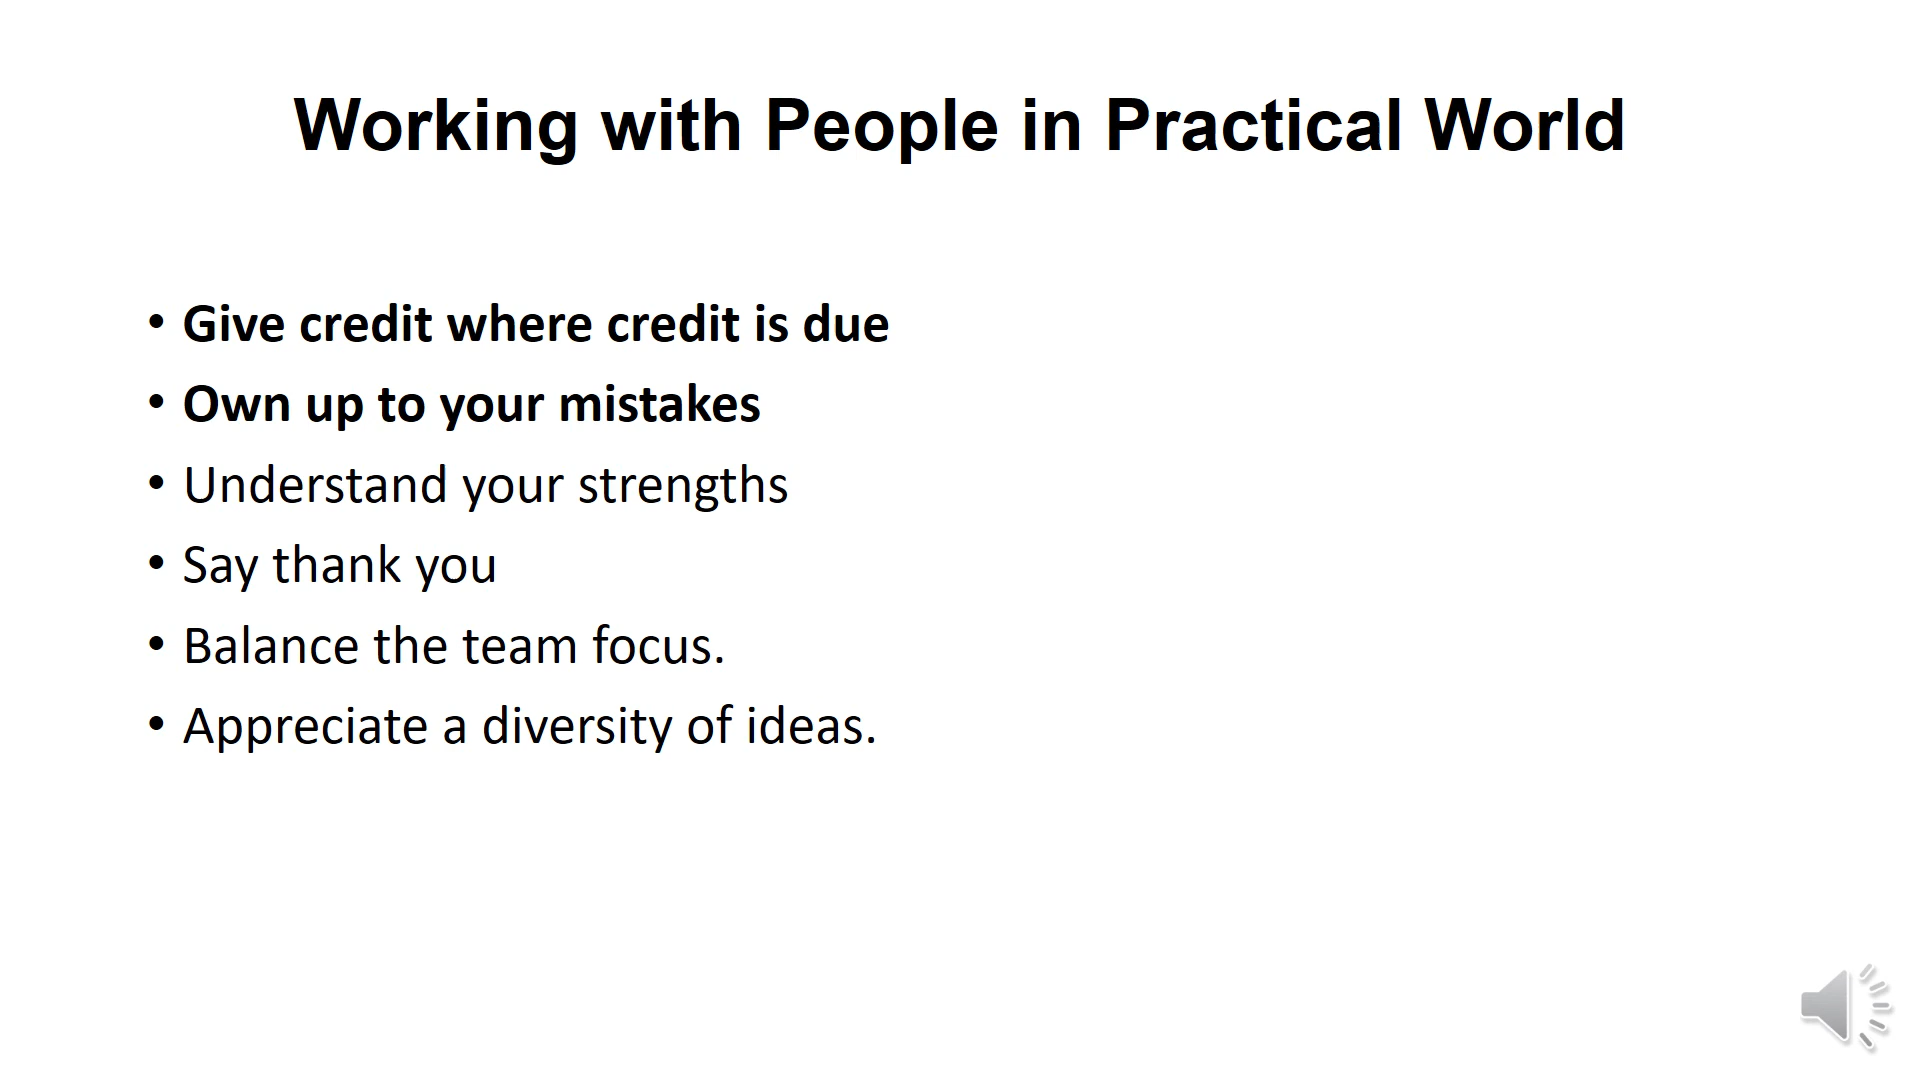 Working with People in Practical World
• Give credit where credit is due
• Own up to your mistakes
• Understand your strengths
• Say thank you
• Balance the team focus.
• Appreciate a diversity of ideas.